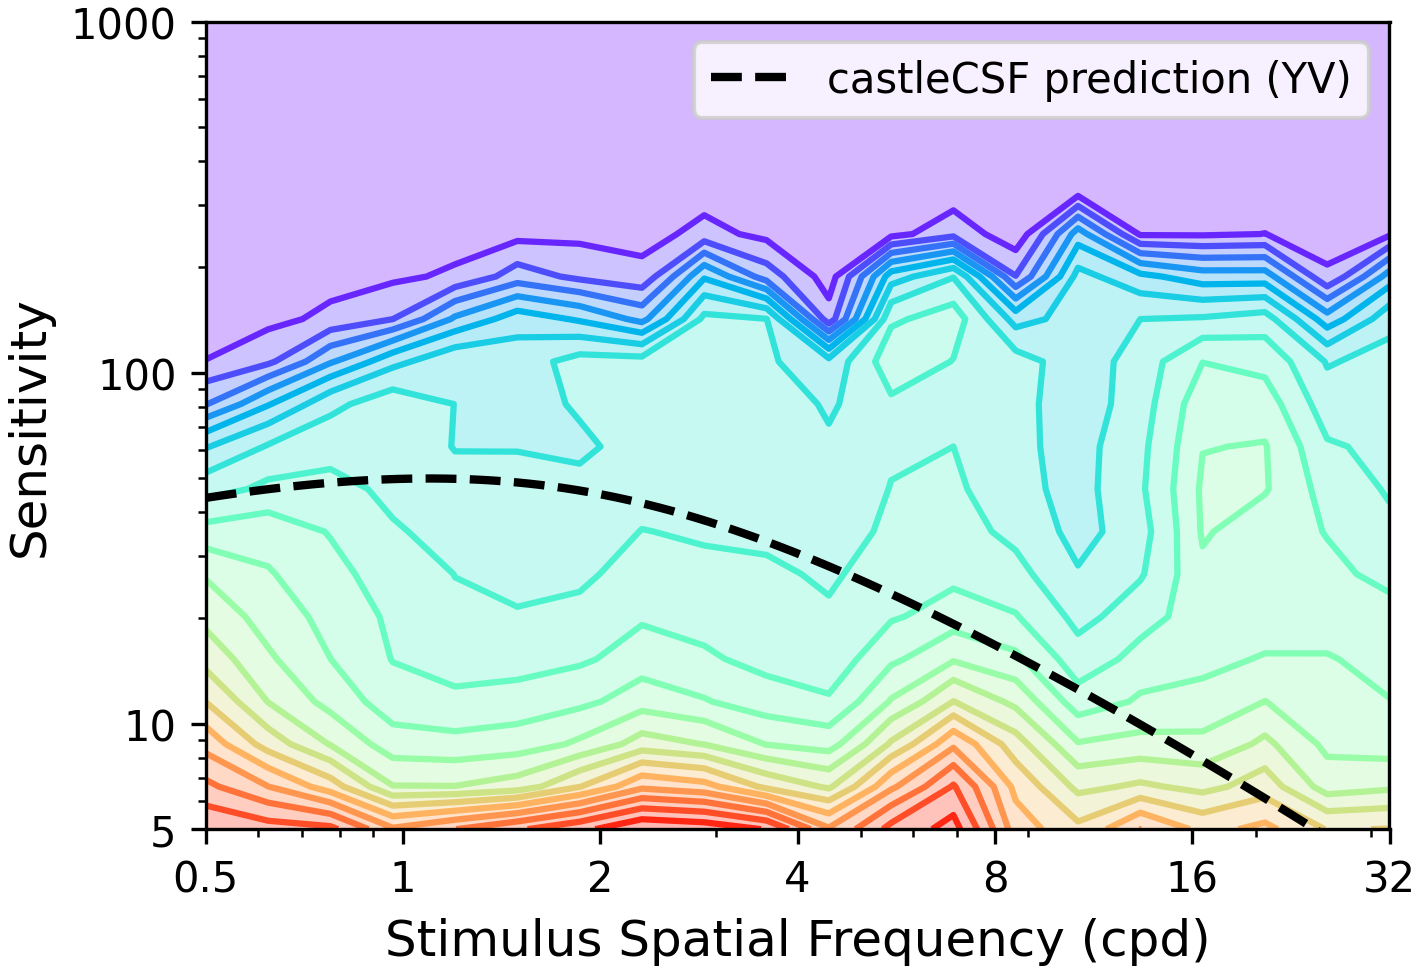 1000
castleCSF prediction (YV)
100
Sensitivity
10
5
0.5 1 2 4 8 16 32
Stimulus Spatial Frequency (cpd)